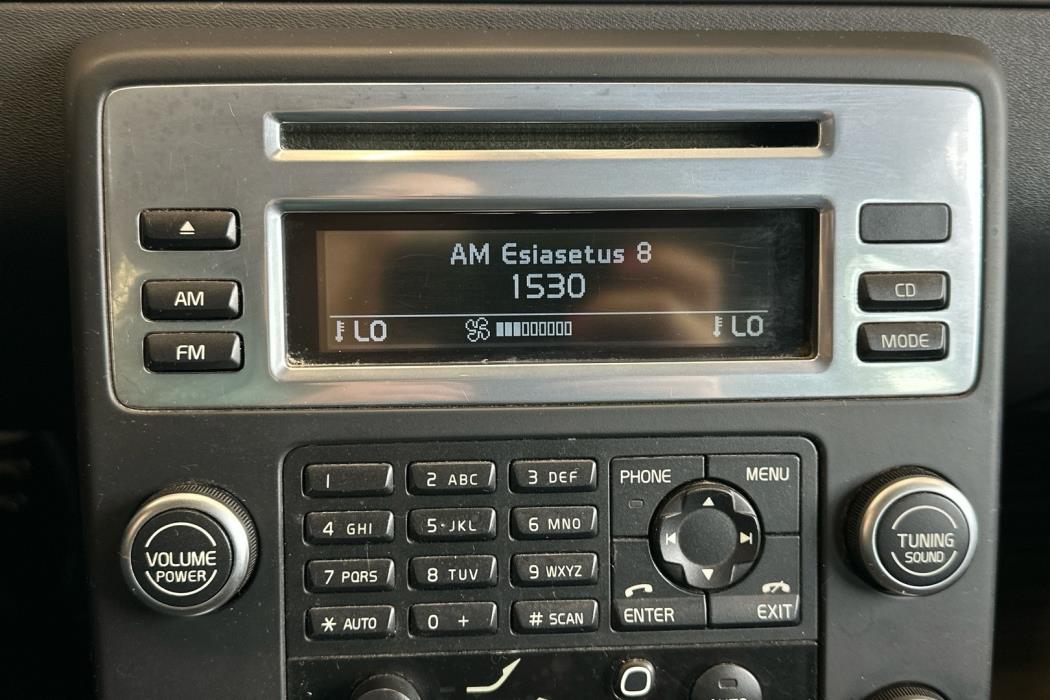 AM Esiasetus 8
1530
LO LO
AM
FM
CD
MODE
1 2 ABC 3 DEF
4 GHI 5 JKL 6 MNO
7 PQRS 8 TUV 9 WXYZ
* AUTO 0 + # SCAN
PHONE MENU
ENTER EXIT
VOLUME
POWER
TUNING
SOUND
AUTO